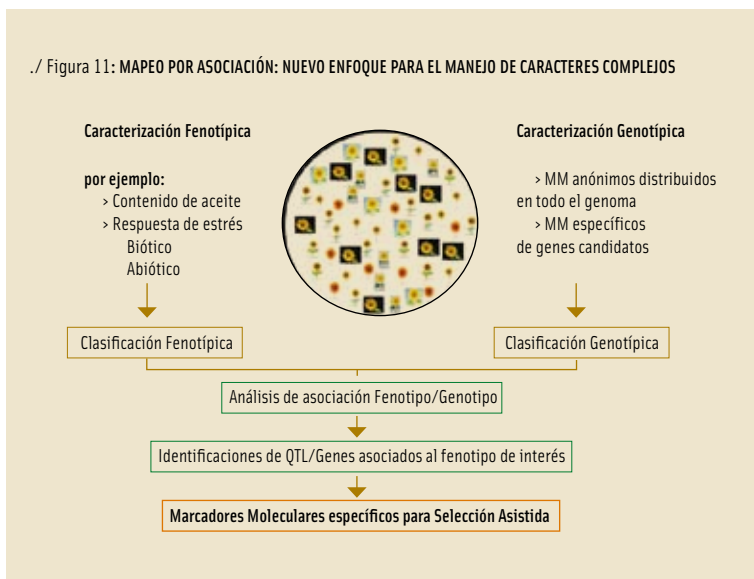 ./ Figura 11: MAPEO POR ASOCIACIÓN: NUEVO ENFOQUE PARA EL MANEJO DE CARACTERES COMPLEJOS
Caracterización Fenotípica
por ejemplo:
> Contenido de aceite
> Respuesta de estrés
Biótico
Abiótico
Clasificación Fenotípica
Caracterización Genotípica
> MM anónimos distribuidos
en todo el genoma
> MM específicos
de genes candidatos
Clasificación Genotípica
Análisis de asociación Fenotipo/Genotipo
Identificaciones de QTL/Genes asociados al fenotipo de interés
Marcadores Moleculares específicos para Selección Asistida